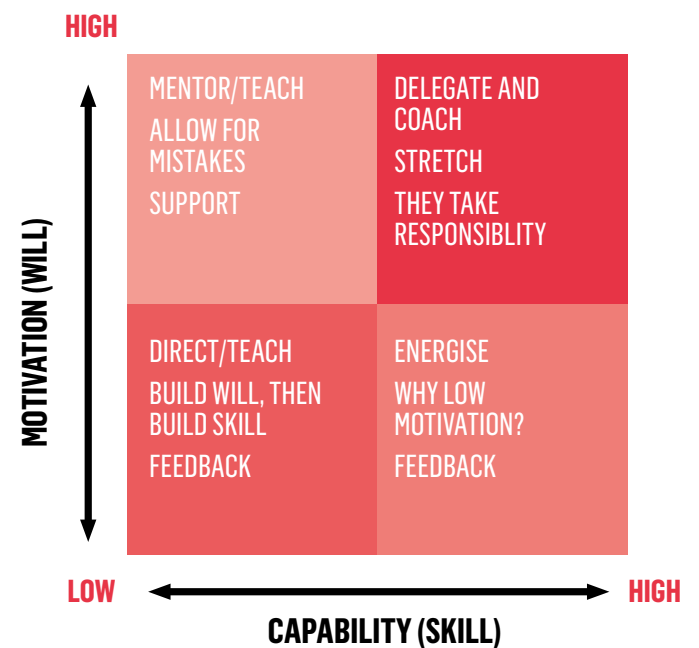 HIGH
MENTOR/TEACH
ALLOW FOR
MISTAKES
SUPPORT
DELEGATE AND
COACH
STRETCH
THEY TAKE
RESPONSIBLITY
MOTIVATION (WILL)
DIRECT/TEACH
BUILD WILL, THEN
BUILD SKILL
FEEDBACK
ENERGISE
WHY LOW
MOTIVATION?
FEEDBACK
LOW
HIGH
CAPABILITY (SKILL)